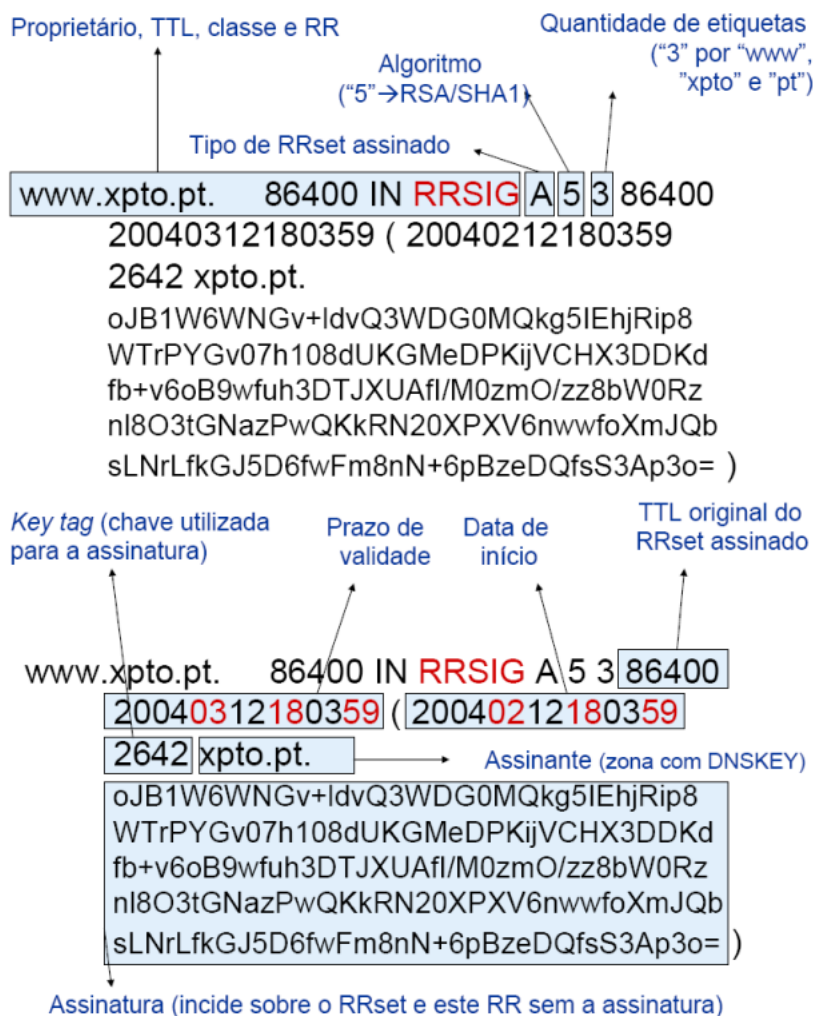 Proprietário, TTL, classe e RR
Quantidade de etiquetas
("3" por "www",
"xpto" e "pt")
Algoritmo
("5"→RSA/SHA1)
Tipo de RRset assinado
www.xpto.pt. 86400 IN RRSIG A 5 3 86400
20040312180359 ( 20040212180359
2642 xpto.pt.
oJB1W6WNGv+ldvQ3WDG0MQkg5IEhjRip8
WTrPYGv07h108dUKGMeDPKijVCHX3DDKd
fb+v6oB9wfuh3DTJXUAfI/M0zmO/zz8bW0Rz
nI8O3tGNazPwQKkRN20XPXV6nwwfoXmJQb
sLNrLfkGJ5D6fwFm8nN+6pBzeDQfsS3Ap3o= )
Key tag (chave utilizada
para a assinatura)
Prazo de
validade
Data de
início
TTL original do
RRset assinado
www.xpto.pt. 86400 IN RRSIG A 5 3 86400
20040312180359 ( 20040212180359
2642 xpto.pt.
Assinante (zona com DNSKEY)
oJB1W6WNGv+ldvQ3WDG0MQkg5IEhjRip8
WTrPYGv07h108dUKGMeDPKijVCHX3DDKd
fb+v6oB9wfuh3DTJXUAfI/M0zmO/zz8bW0Rz
nI8O3tGNazPwQKkRN20XPXV6nwwfoXmJQb
sLNrLfkGJ5D6fwFm8nN+6pBzeDQfsS3Ap3o= )
Assinatura (incide sobre o RRset e este RR sem a assinatura)